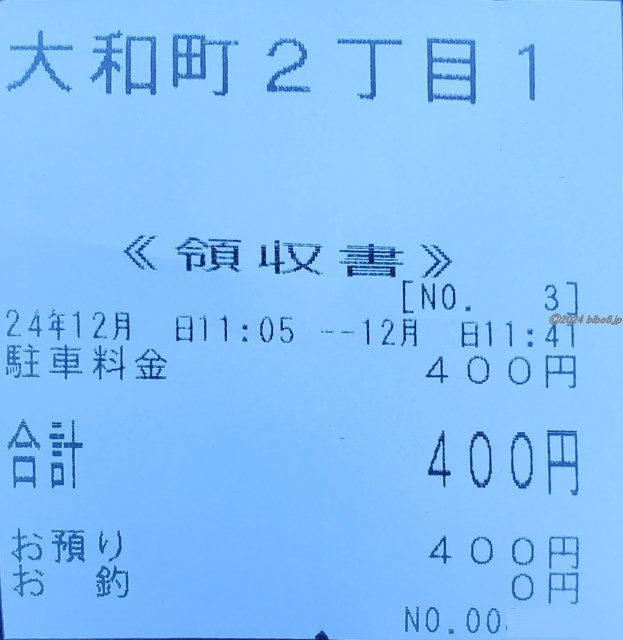 大和町２丁目１
≪領収書≫
[NO. 3]
©2024 bibo6.jp
24年12月 日11:05 --12月 日11:41
駐車料金 ４００円
合計 400円
お預り ４００円
お 釣 ０円
NO.00